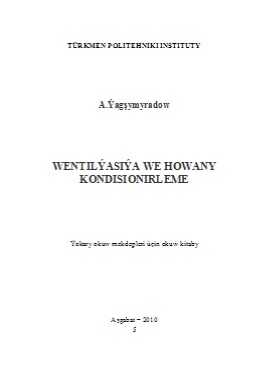 TÜRKMEN POLITEHNIKI INSTITUTY
A.Ýagşymyradow
WENTILÝASIÝA WE HOWANY
KONDISIONIRLEME
Ýokary okuw mekdepleri üçin okuw kitaby
Aşgabat – 2010
5